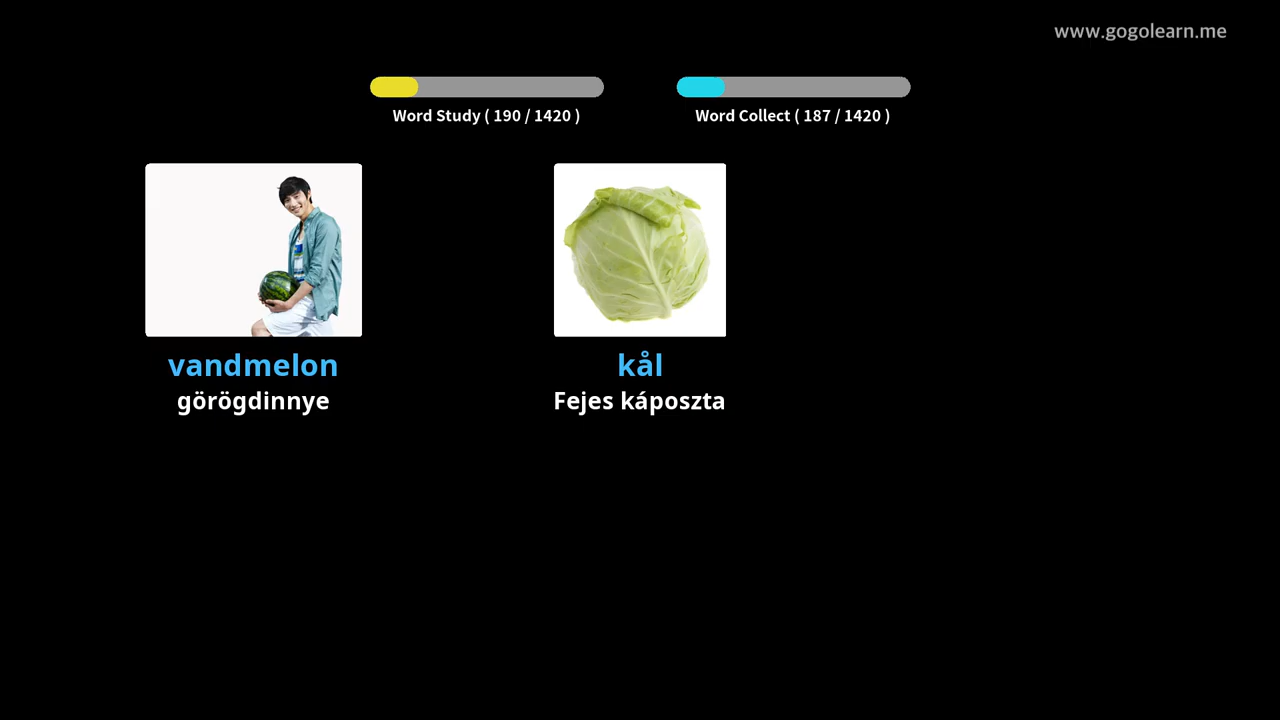 www.gogolearn.me
Word Study ( 190 / 1420 )
Word Collect ( 187 / 1420 )
vandmelon
görögdinnye
kål
Fejes káposzta